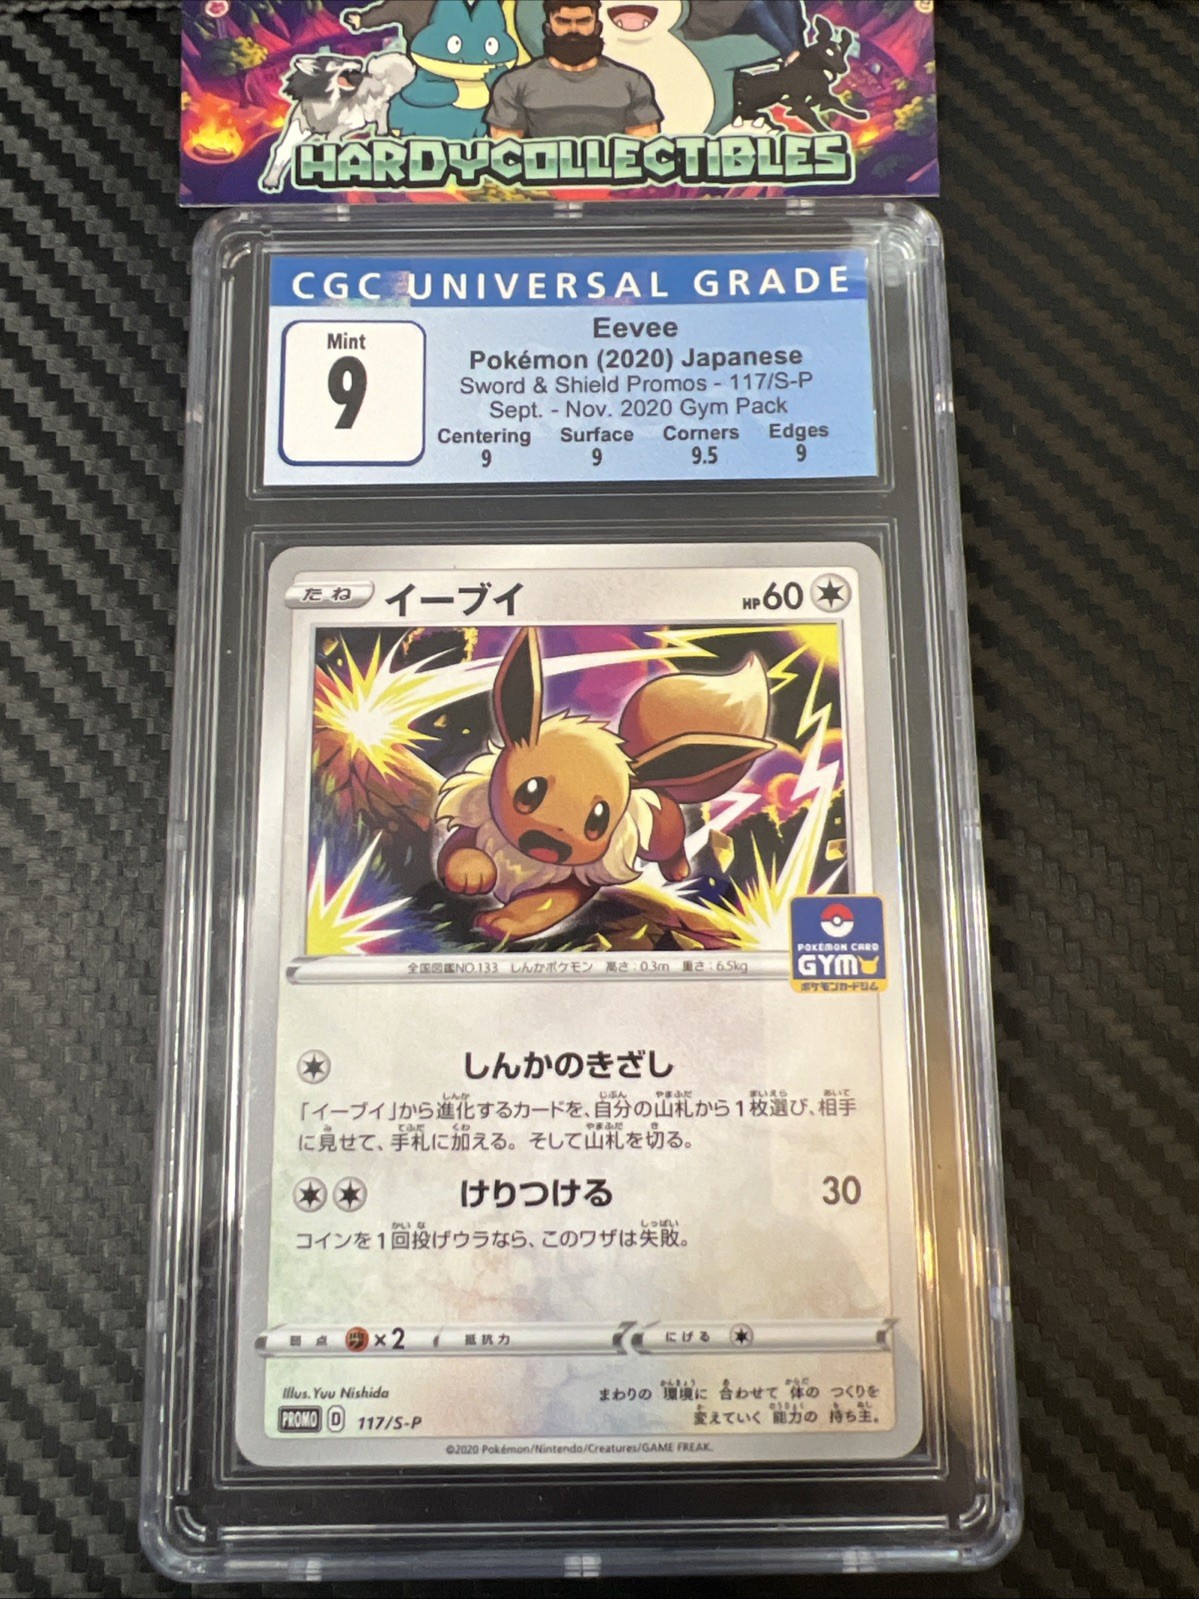 HARDYCOLLECTIBLES
CGC UNIVERSAL GRADE
Mint
9
Eevee
Pokémon (2020) Japanese
Sword & Shield Promos - 117/S-P
Sept. - Nov. 2020 Gym Pack
Centering Surface Corners Edges
9 9 9.5 9
たね イーブイ HP60
全国図鑑NO.133 しんかポケモン 高さ:0.3m 重さ:6.5kg
POKÉMON CARD
GYM
ポケモンカードジム
しんかのきざし
「イーブイ」から進化するカードを、自分の山札から1枚選び、相手
に見せて、手札に加える。そして山札を切る。
けりつける 30
コインを1回投げウラなら、このワザは失敗。
弱点 ×2 抵抗力 にげる
Illus. Yuu Nishida
まわりの 環境に 合わせて 体の つくりを
変えていく 能力の 持ち主。
PROMO D 117/S-P
©2020 Pokémon/Nintendo/Creatures/GAME FREAK.